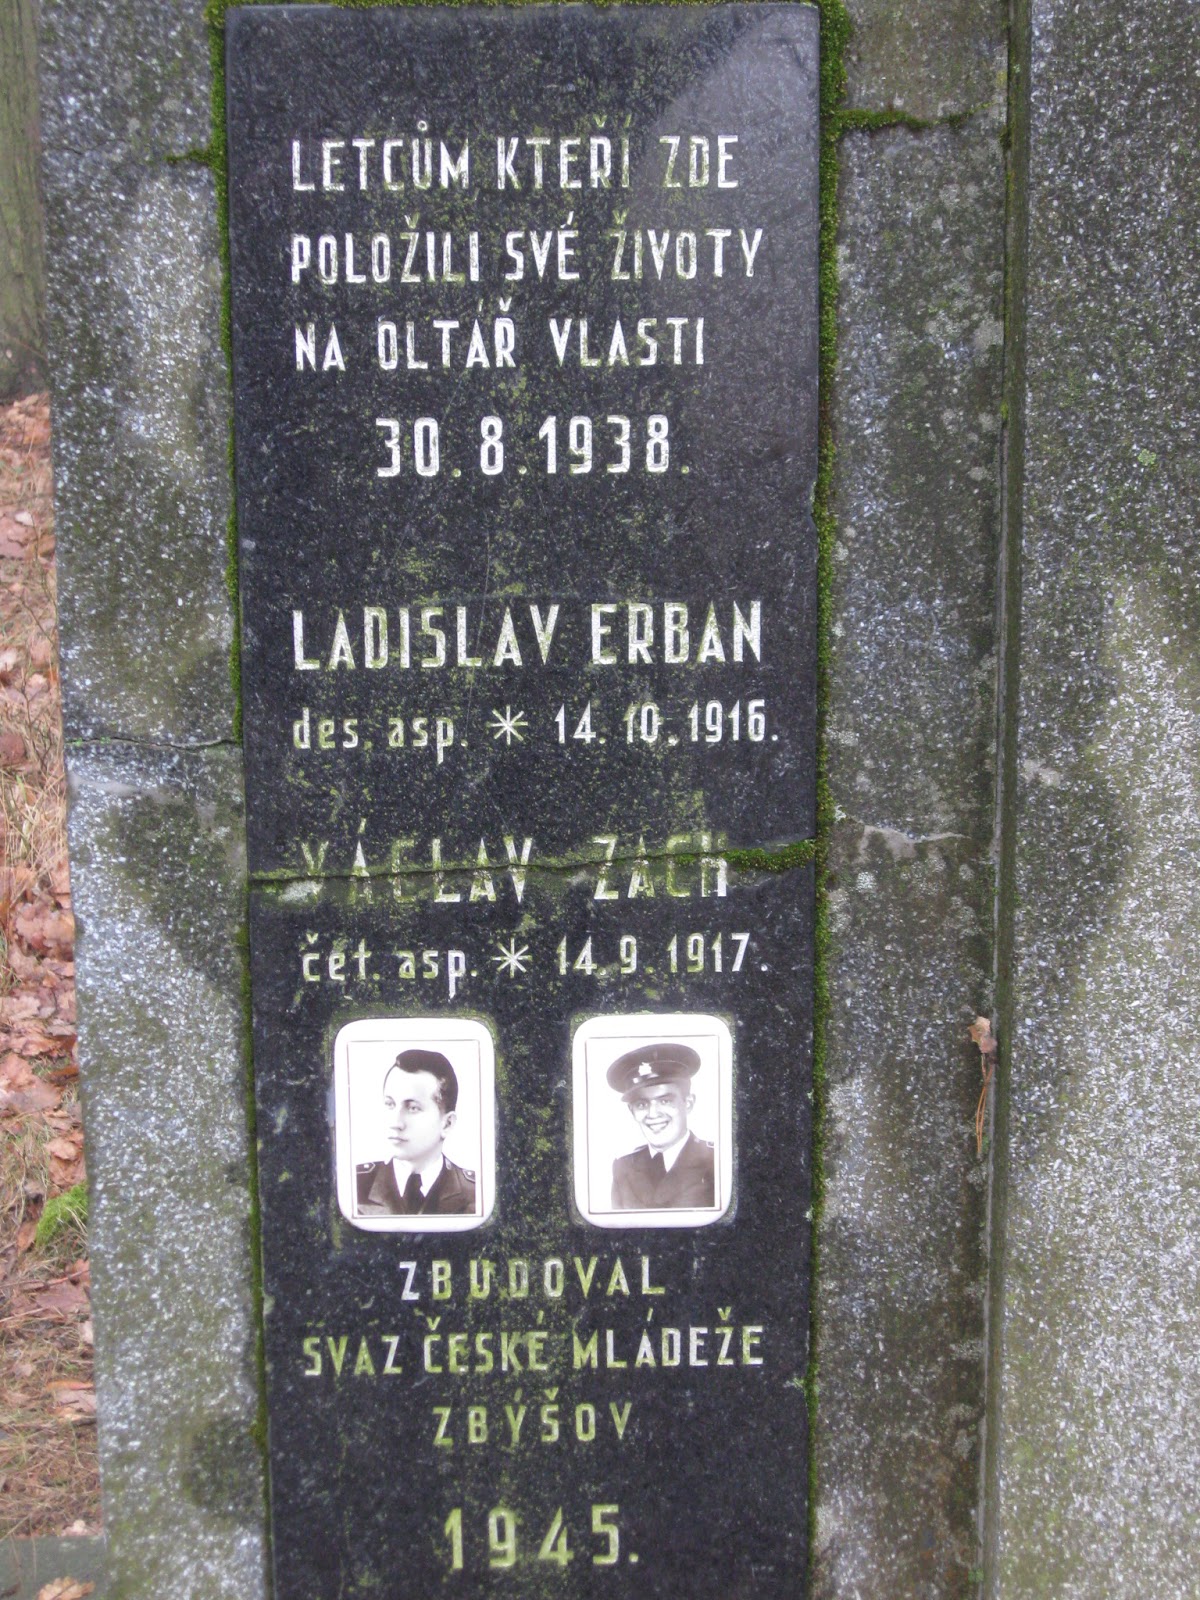 LETCŮM KTEŘÍ ZDE
POLOŽILI SVÉ ŽIVOTY
NA OLTÁŘ VLASTI
30.8.1938.
LADISLAV ERBAN
des. asp. * 14.10.1916.
VÁCLAV ZACH
čet. asp. * 14.9.1917.
ZBUDOVAL
SVAZ ČESKÉ MLÁDEŽE
ZBÝŠOV
1945.